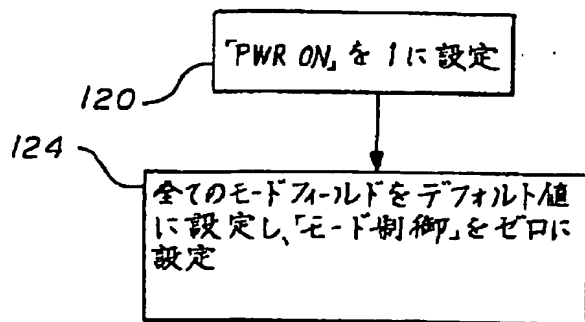 「PWR ON」を1に設定
120
124
全てのモードフィールドをデフォルト値
に設定し、「モード制御」をゼロに
設定